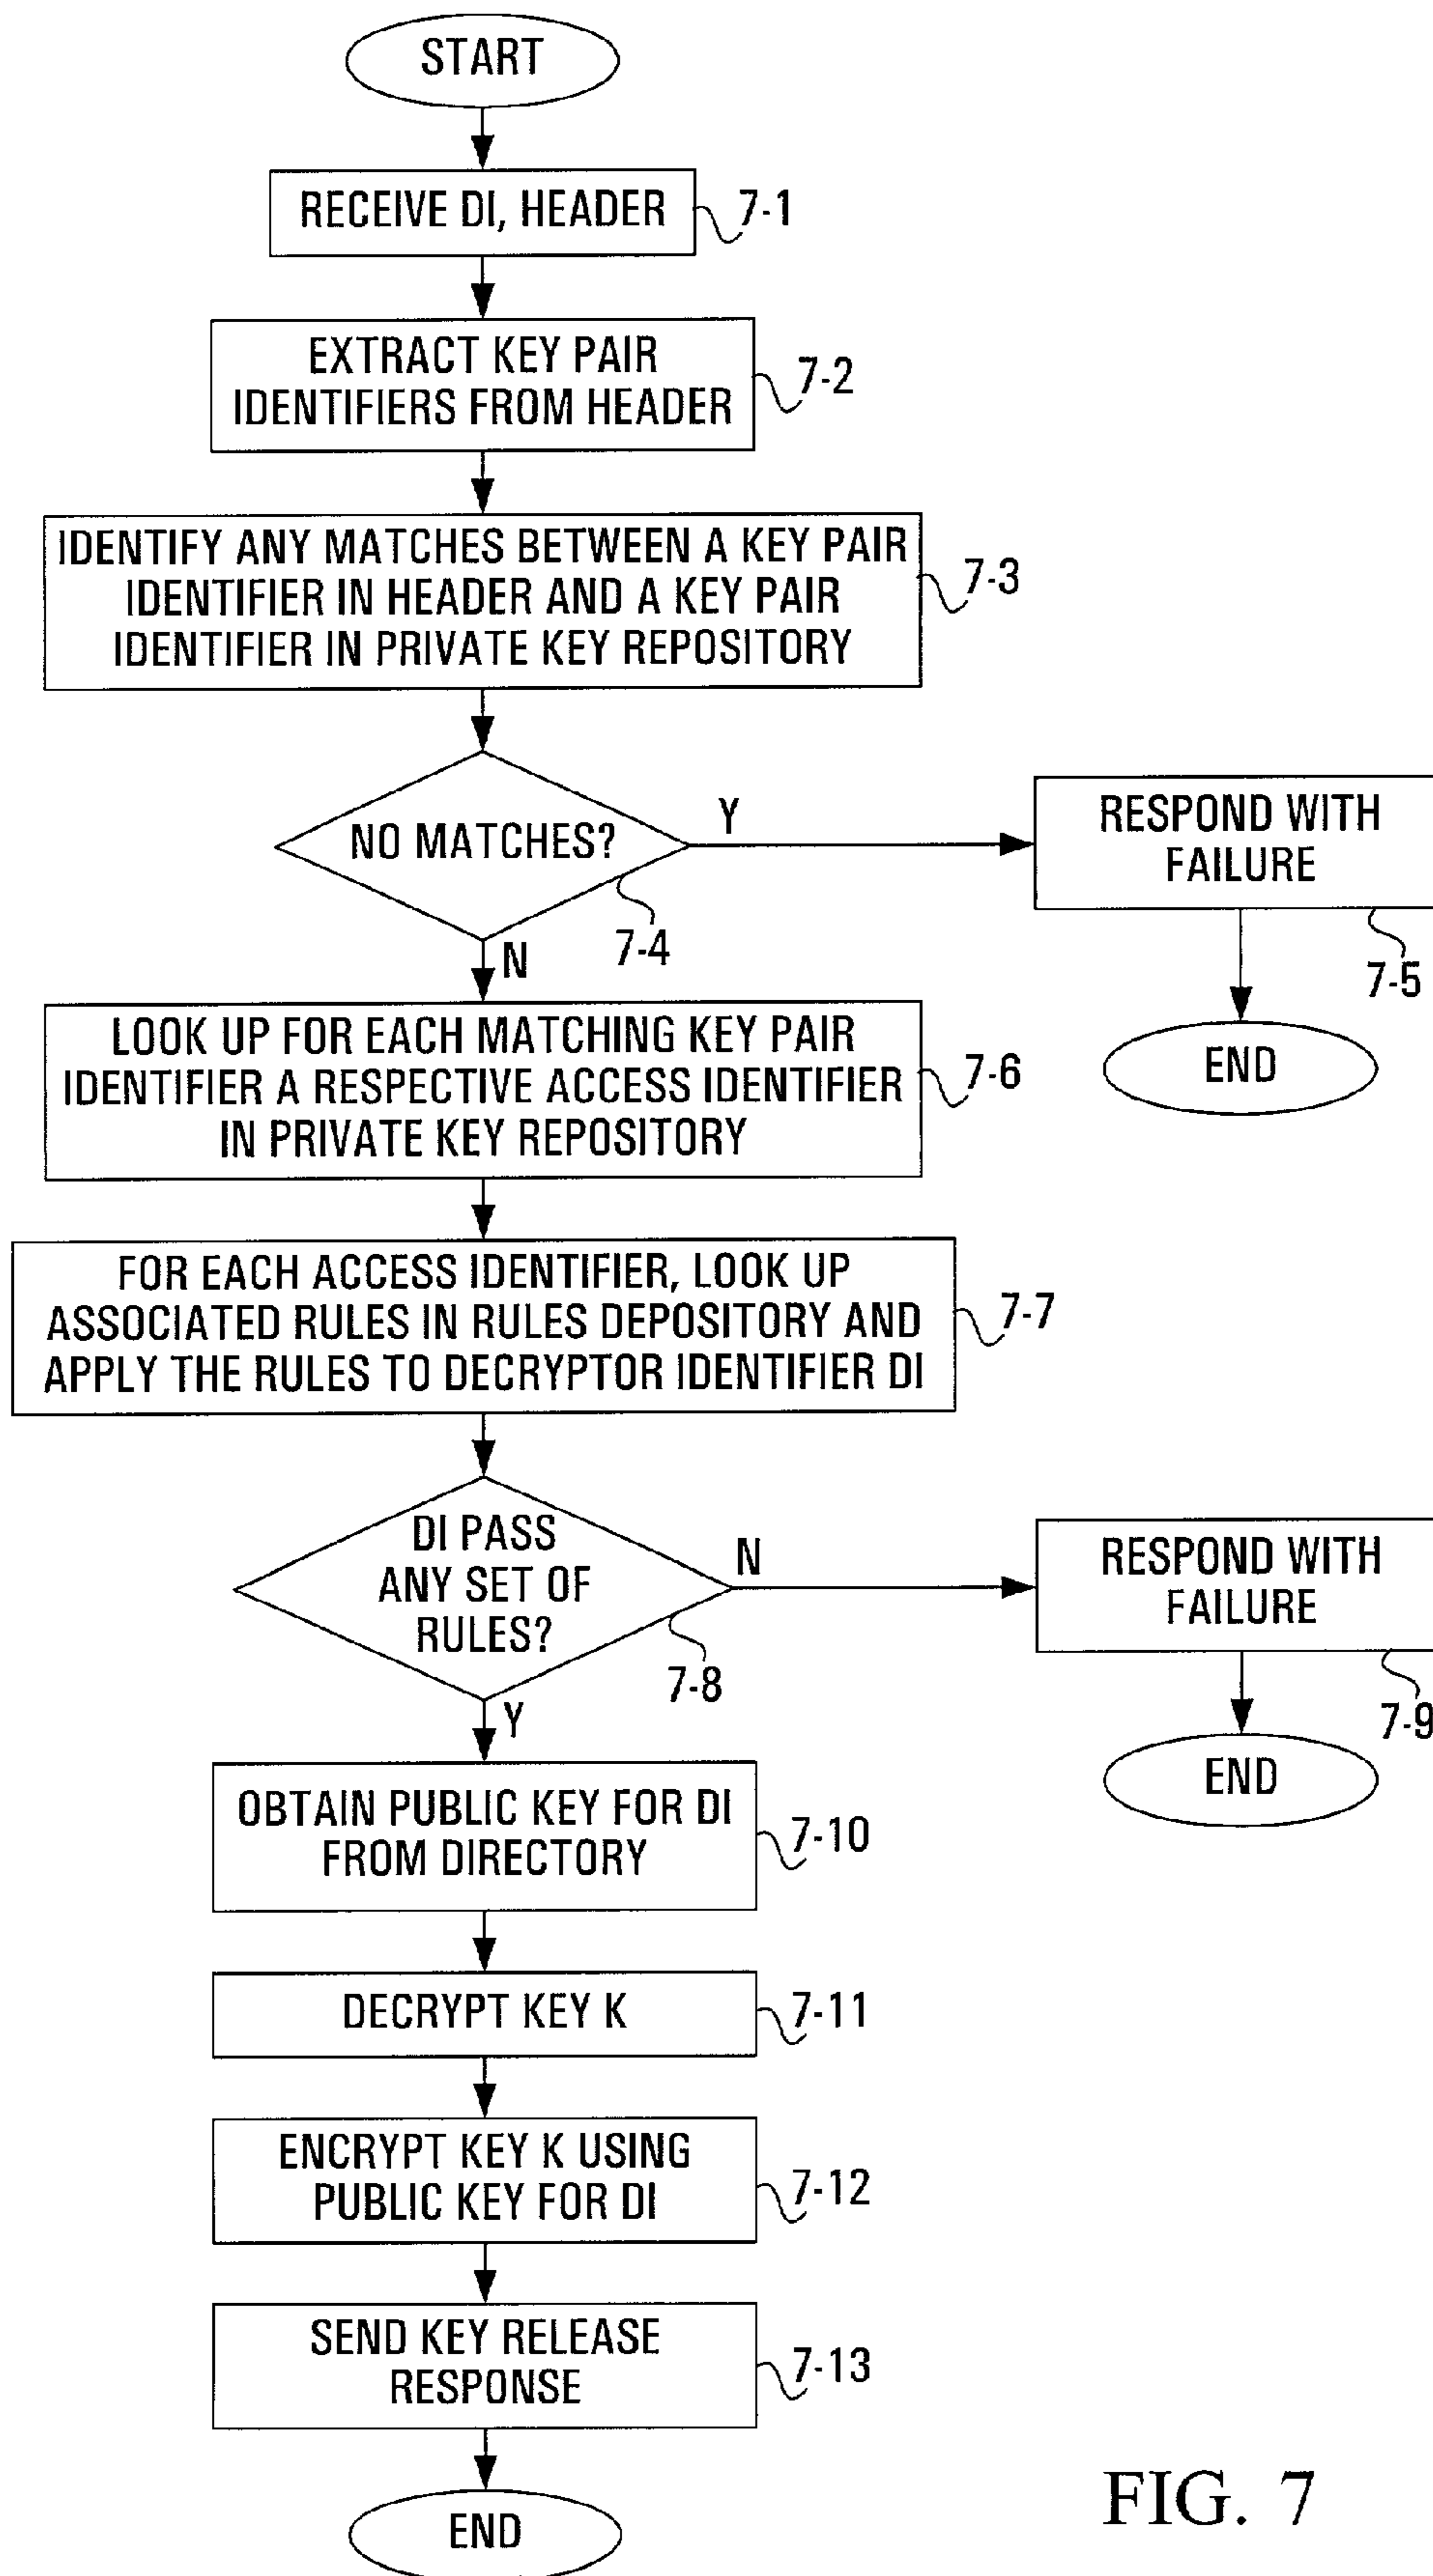 START
RECEIVE DI, HEADER
7-1
EXTRACT KEY PAIR
IDENTIFIERS FROM HEADER
7-2
IDENTIFY ANY MATCHES BETWEEN A KEY PAIR
IDENTIFIER IN HEADER AND A KEY PAIR
IDENTIFIER IN PRIVATE KEY REPOSITORY
7-3
NO MATCHES?
7-4
Y
RESPOND WITH
FAILURE
7-5
END
N
LOOK UP FOR EACH MATCHING KEY PAIR
IDENTIFIER A RESPECTIVE ACCESS IDENTIFIER
IN PRIVATE KEY REPOSITORY
7-6
FOR EACH ACCESS IDENTIFIER, LOOK UP
ASSOCIATED RULES IN RULES DEPOSITORY AND
APPLY THE RULES TO DECRYPTOR IDENTIFIER DI
7-7
DI PASS
ANY SET OF
RULES?
7-8
N
RESPOND WITH
FAILURE
7-9
END
Y
OBTAIN PUBLIC KEY FOR DI
FROM DIRECTORY
7-10
DECRYPT KEY K
7-11
ENCRYPT KEY K USING
PUBLIC KEY FOR DI
7-12
SEND KEY RELEASE
RESPONSE
7-13
END
FIG. 7